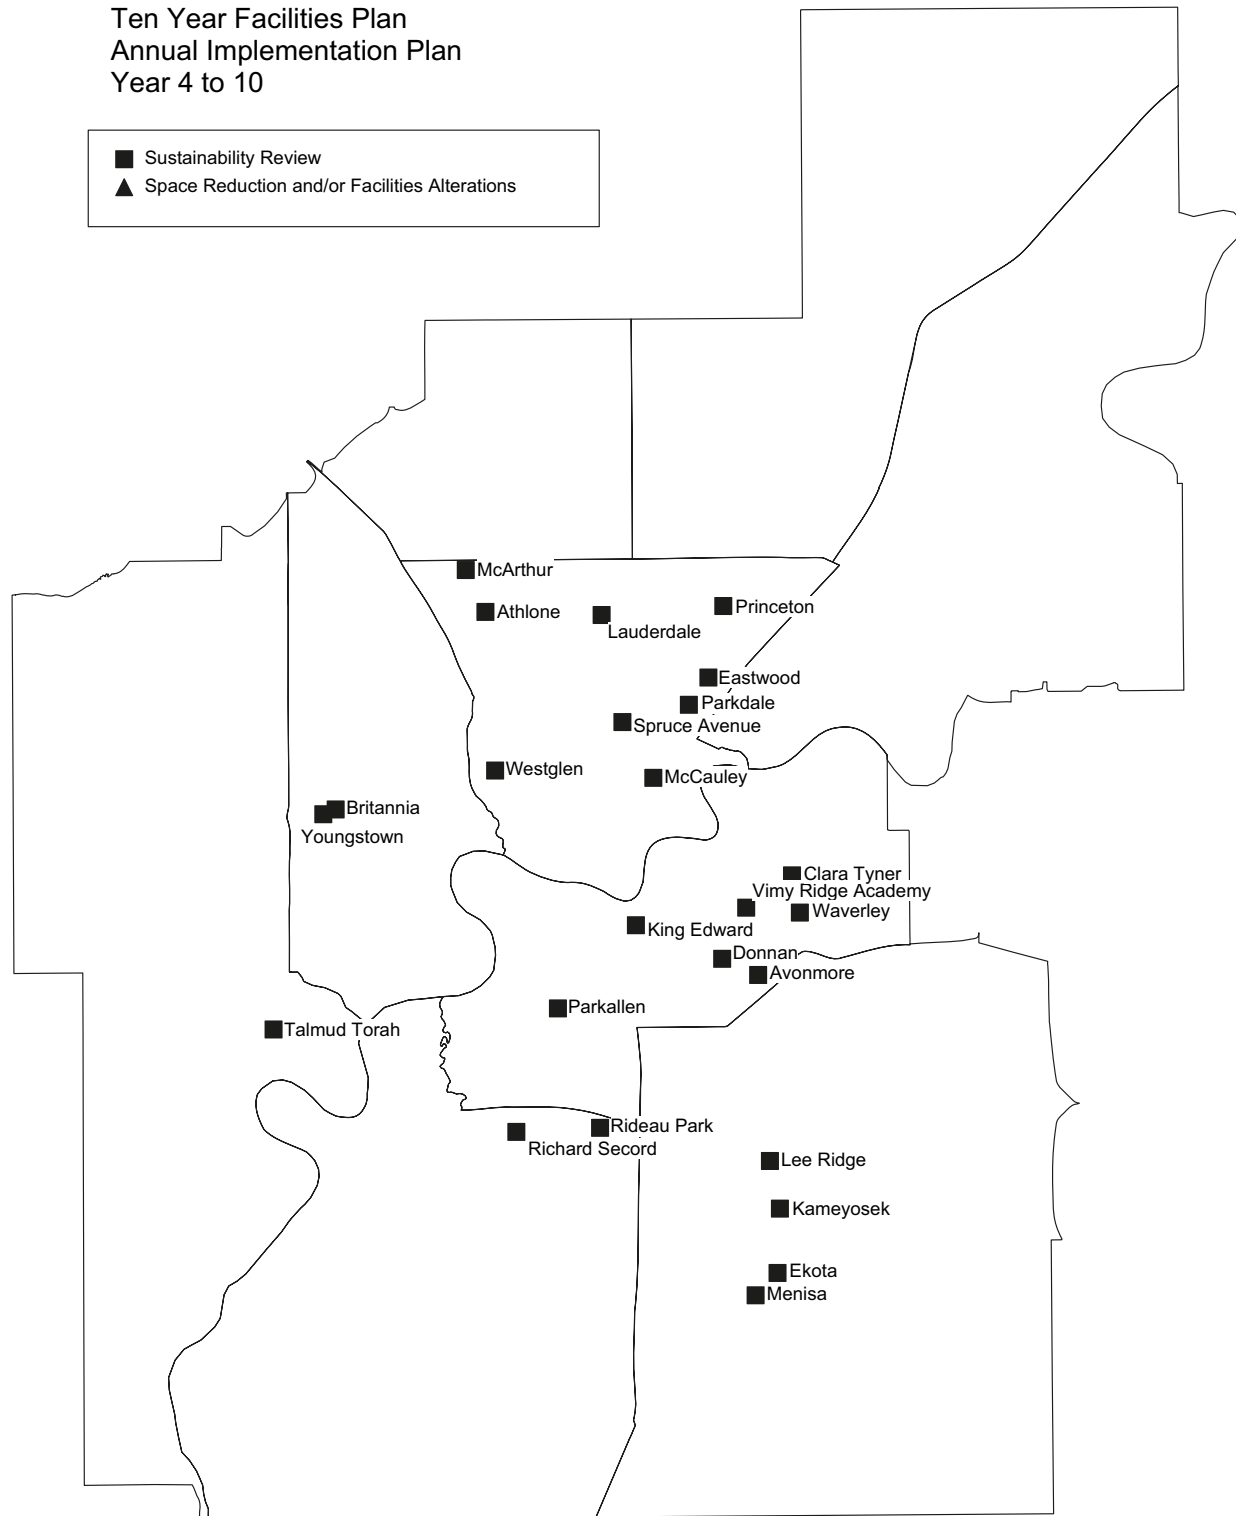 Ten Year Facilities Plan
Annual Implementation Plan
Year 4 to 10
Sustainability Review
Space Reduction and/or Facilities Alterations
McArthur
Athlone
Princeton
Lauderdale
Eastwood
Parkdale
Spruce Avenue
Westglen
McCauley
Britannia
Youngstown
Clara Tyner
Vimy Ridge Academy
Waverley
King Edward
Donnan
Avonmore
Parkallen
Talmud Torah
Rideau Park
Richard Secord
Lee Ridge
Kameyosek
Ekota
Menisa